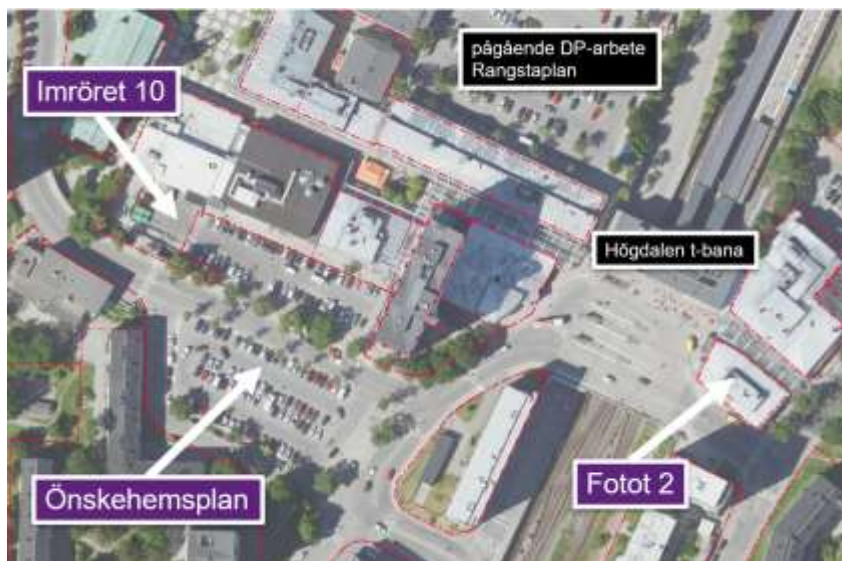 pågående DP-arbete
Rangstaplan
Imröret 10
Högdalen t-bana
Önskehemsplan
Fotot 2